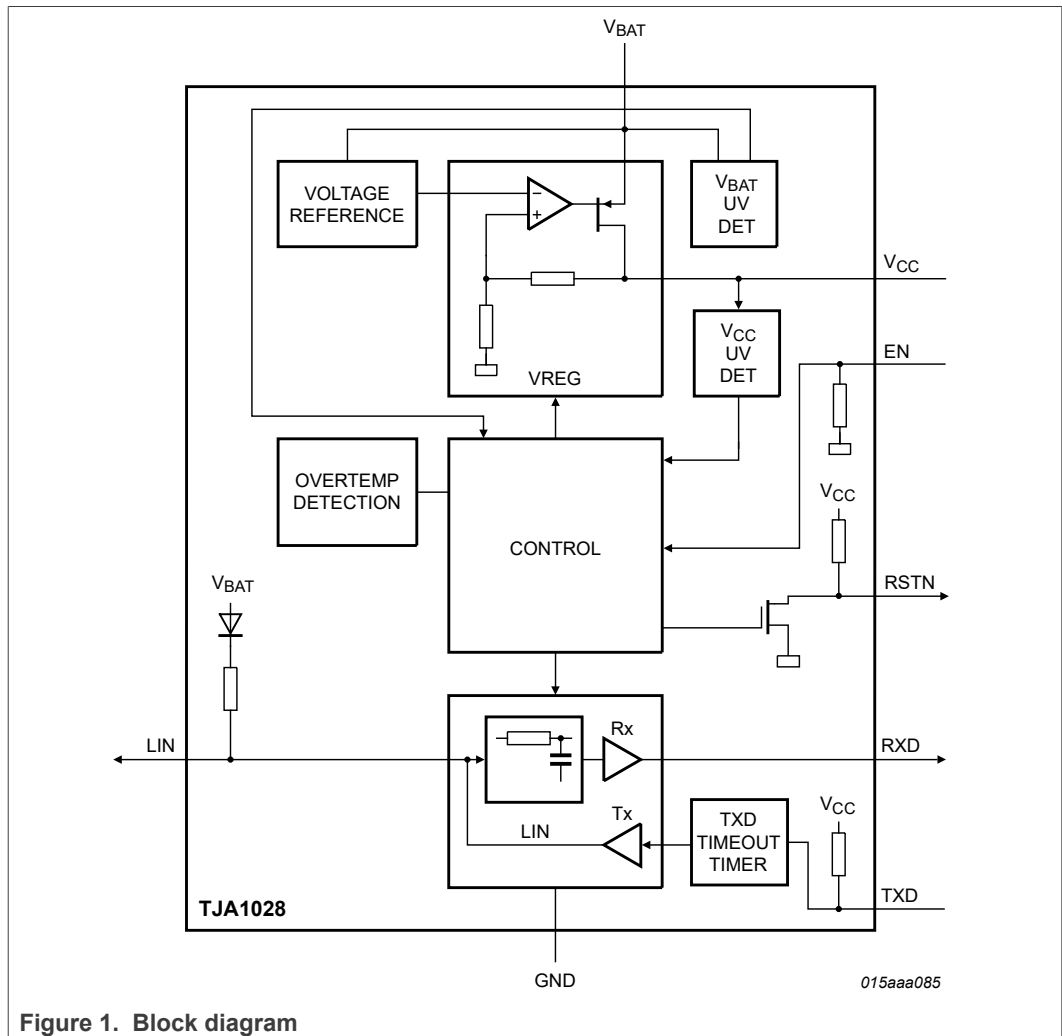 VBAT
VOLTAGE
REFERENCE
−
+
VREG
VBAT
UV
DET
VCC
VCC
UV
DET
EN
OVERTEMP
DETECTION
CONTROL
VCC
RSTN
VBAT
LIN
Rx
RXD
Tx
LIN
TXD
TIMEOUT
TIMER
VCC
TXD
TJA1028
GND
015aaa085
Figure 1. Block diagram